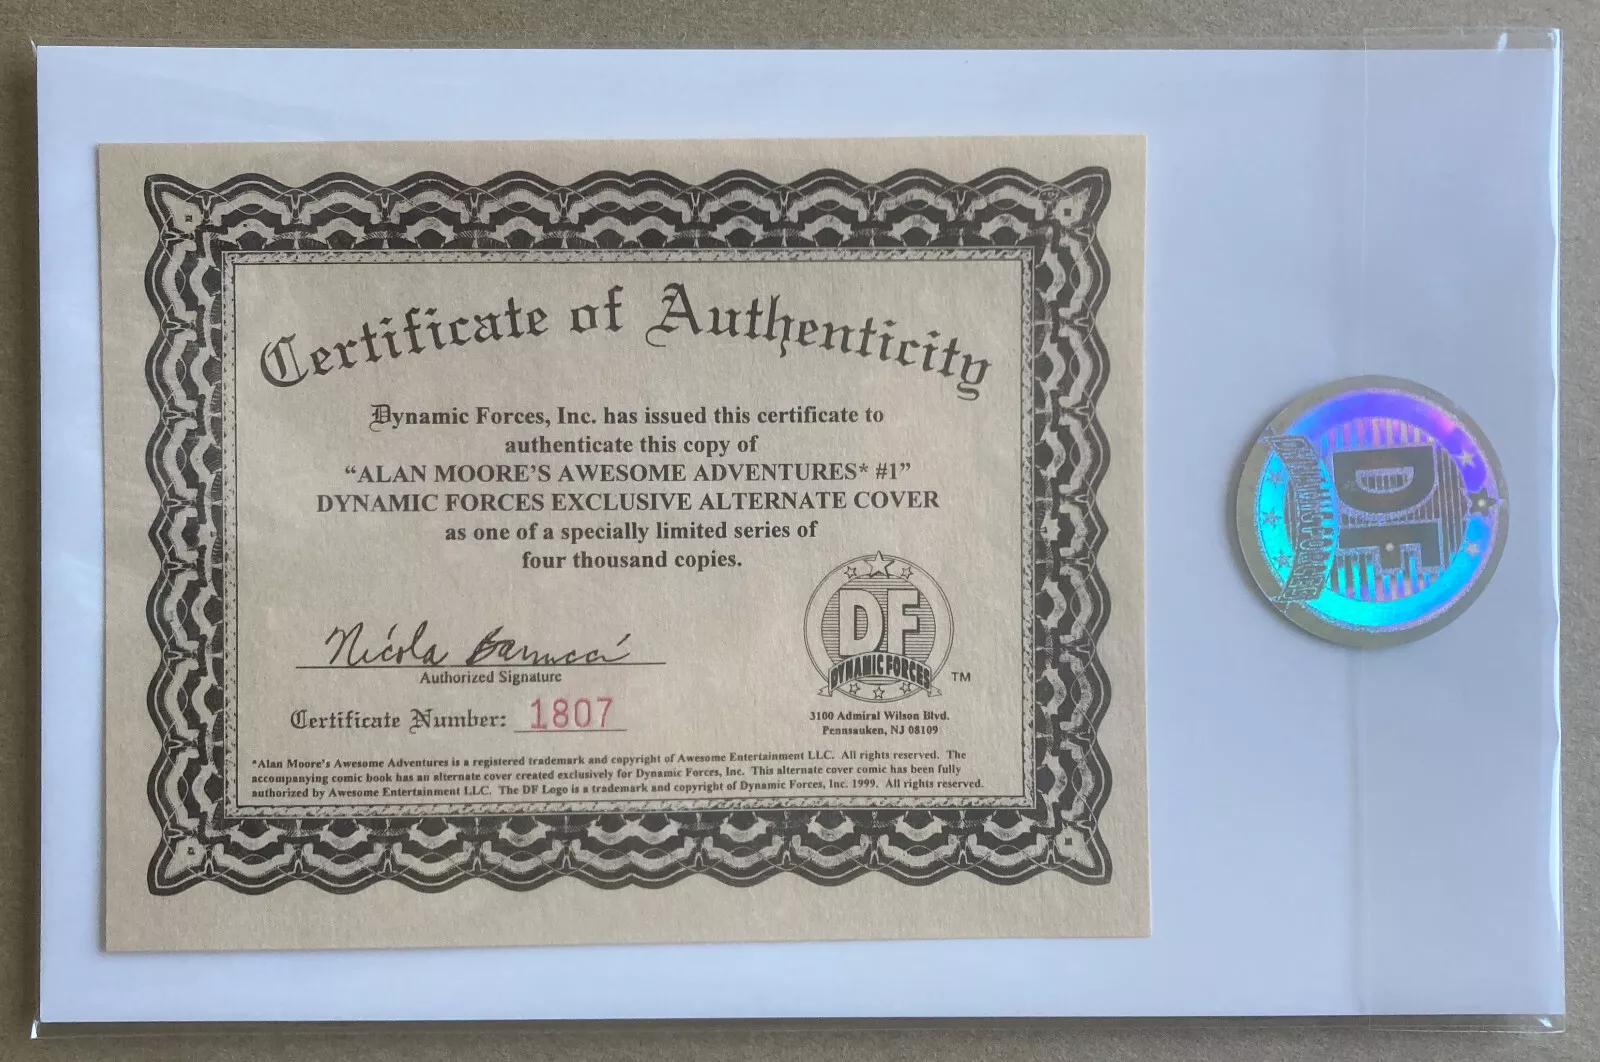 Certificate of Authenticity
Dynamic Forces, Inc. has issued this certificate to
authenticate this copy of
“ALAN MOORE’S AWESOME ADVENTURES* #1”
DYNAMIC FORCES EXCLUSIVE ALTERNATE COVER
as one of a specially limited series of
four thousand copies.
Nicola Barrucci
Authorized Signature
Certificate Number: 1807
DF
DYNAMIC FORCES
TM
3100 Admiral Wilson Blvd.
Pennsauken, NJ 08109
*Alan Moore’s Awesome Adventures is a registered trademark and copyright of Awesome Entertainment LLC. All rights reserved. The
accompanying comic book has an alternate cover created exclusively for Dynamic Forces, Inc. This alternate cover comic has been fully
authorized by Awesome Entertainment LLC. The DF Logo is a trademark and copyright of Dynamic Forces, Inc. 1999. All rights reserved.
DF
DYNAMIC FORCES